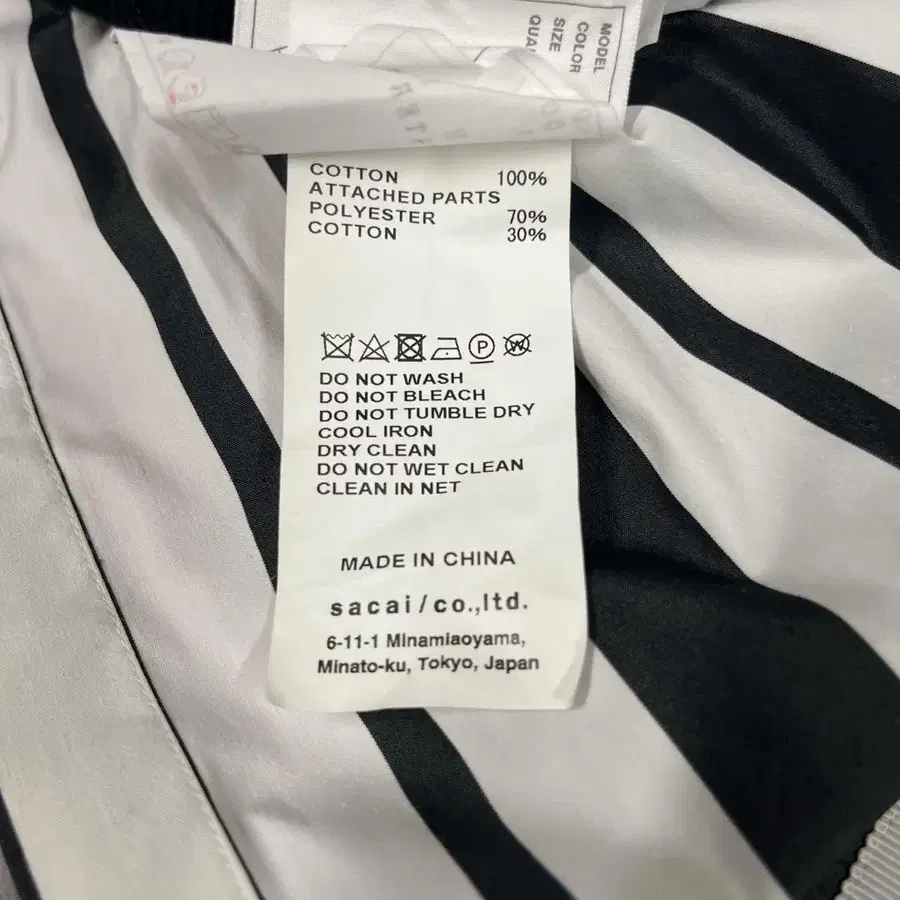 MODEL
COLOR
SIZE
COTTON 100%
ATTACHED PARTS
POLYESTER 70%
COTTON 30%
P W
DO NOT WASH
DO NOT BLEACH
DO NOT TUMBLE DRY
COOL IRON
DRY CLEAN
DO NOT WET CLEAN
CLEAN IN NET
MADE IN CHINA
sacai/co.,ltd.
6-11-1 Minamiaoyama,
Minato-ku, Tokyo, Japan